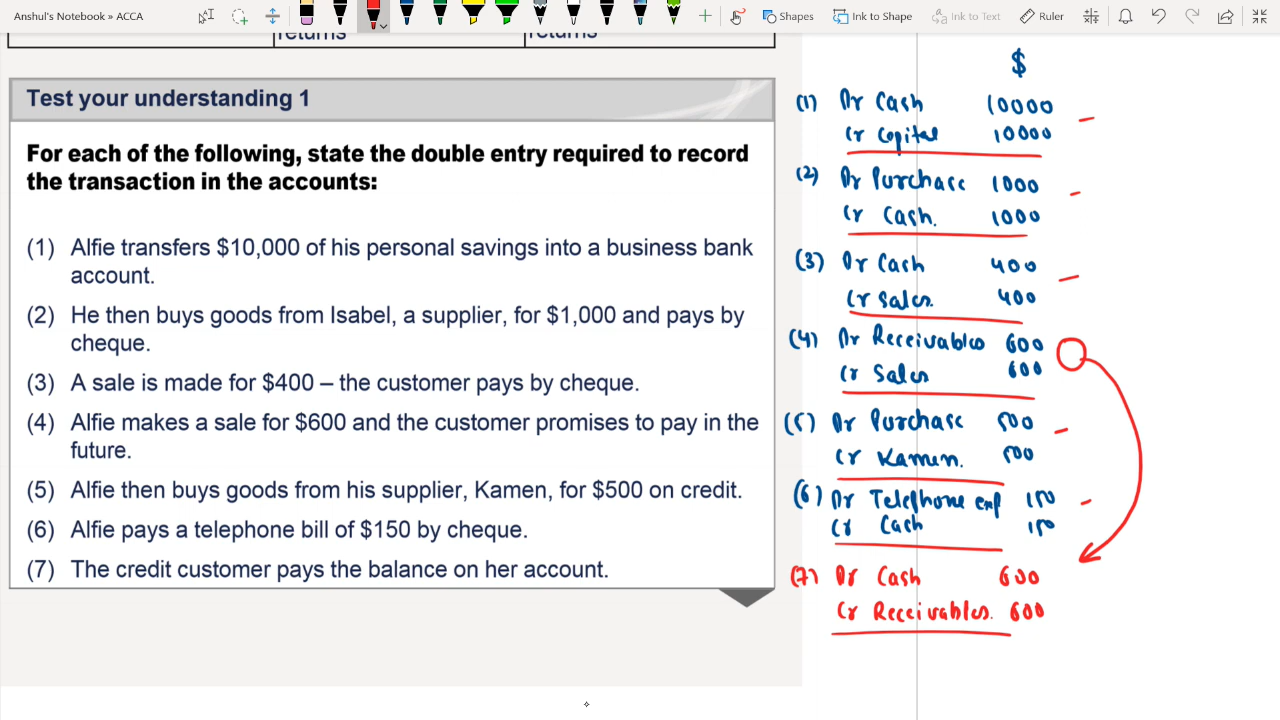 Anshul's Notebook » ACCA
Shapes
Ink to Shape
Ink to Text
Ruler
returns
returns
Test your understanding 1
For each of the following, state the double entry required to record
the transaction in the accounts:
(1) Alfie transfers $10,000 of his personal savings into a business bank
account.
(2) He then buys goods from Isabel, a supplier, for $1,000 and pays by
cheque.
(3) A sale is made for $400 – the customer pays by cheque.
(4) Alfie makes a sale for $600 and the customer promises to pay in the
future.
(5) Alfie then buys goods from his supplier, Kamen, for $500 on credit.
(6) Alfie pays a telephone bill of $150 by cheque.
(7) The credit customer pays the balance on her account.
$
(1) Dr Cash 10000
Cr Capital 10000
(2) Dr Purchase 1000
Cr Cash. 1000
(3) Dr Cash 400
Cr Sales. 400
(4) Dr Receivables 600
Cr Sales 600
(5) Dr Purchase 500
Cr Kamen. 500
(6) Dr Telephone exp 150
Cr Cash 150
(7) Dr Cash 600
Cr Receivables. 600